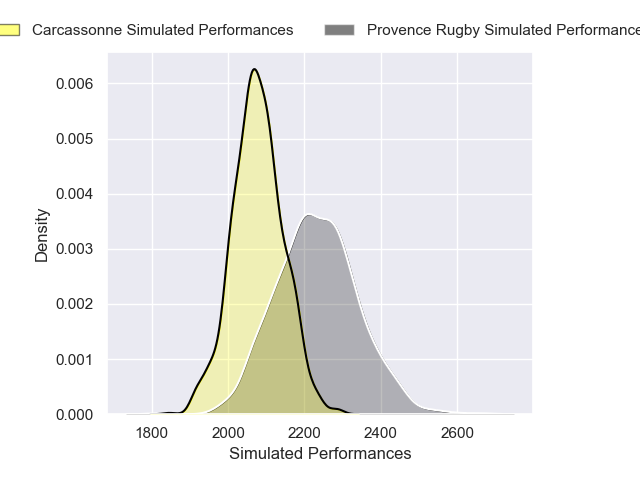 Carcassonne Simulated Performances Provence Rugby Simulated Performance
0.006
0.005
0.004
0.003
0.002
0.001
0.000
Density
1800 2000 2200 2400 2600
Simulated Performances